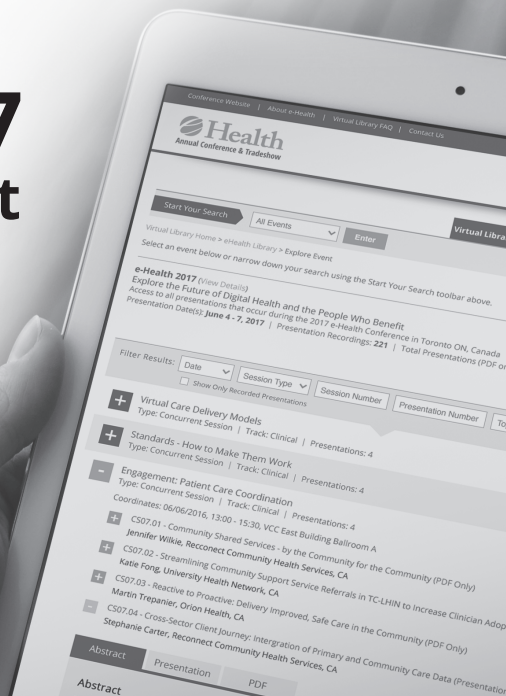 7
t
Conference Website | About e-Health | Virtual Library FAQ | Contact Us
eHealth
Annual Conference & Tradeshow
Start Your Search
All Events
Enter
Virtual Library Home > eHealth Library > Explore Event
Select an event below or narrow down your search using the Start Your Search toolbar above.
e-Health 2017 (View Details)
Explore the Future of Digital Health and the People Who Benefit
Access to all presentations that occur during the 2017 e-Health Conference in Toronto ON, Canada
Presentation Date(s): June 4 - 7, 2017 | Presentation Recordings: 221 | Total Presentations (PDF
Filter Results:
Date
Session Type
Session Number
Presentation Number
Show Only Recorded Presentations
+ Virtual Care Delivery Models
Type: Concurrent Session | Track: Clinical | Presentations: 4
+ Standards - How to Make Them Work
Type: Concurrent Session | Track: Clinical | Presentations: 4
- Engagement: Patient Care Coordination
Type: Concurrent Session | Track: Clinical | Presentations: 4
Coordinates: 06/06/2016, 13:00 - 15:30, VCC East Building Ballroom A
+ CS07.01 - Community Shared Services - by the Community for the Community (PDF Only)
Jennifer Wilkie, Reconnect Community Health Services, CA
+ CS07.02 - Streamlining Community Support Service Referrals in TC-LHIN to Increase Clinician
Katie Fong, University Health Network, CA
+ CS07.03 - Reactive to Proactive: Delivery improved, Safe Care in the Community (PDF Only)
Martin Trepanier, Orion Health, CA
- CS07.04 - Cross-Sector Client Journey: Intergration of Primary and Community Care Data
Stephanie Carter, Reconnect Community Health Services, CA
Abstract
Presentation
PDF
Abstract